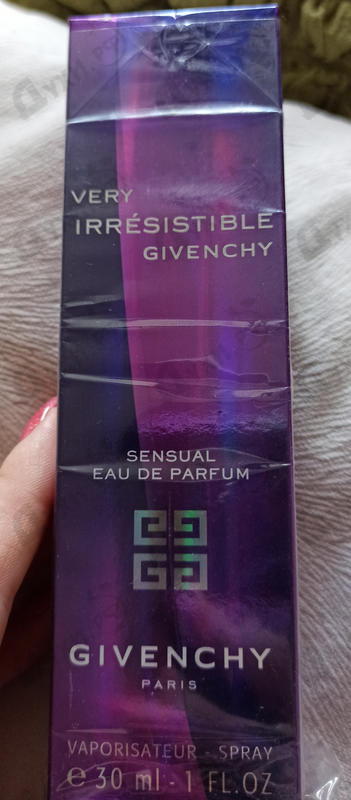 VERY
IRRÉSISTIBLE
GIVENCHY
SENSUAL
EAU DE PARFUM
GIVENCHY
PARIS
VAPORISATEUR - SPRAY
e 30 ml - 1 FL.OZ